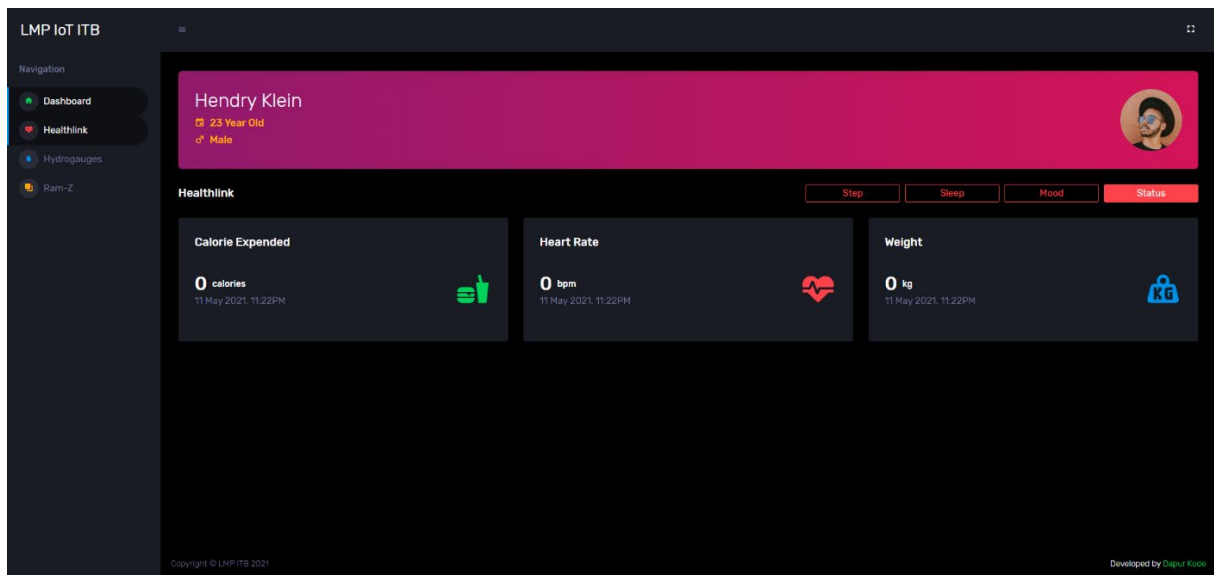 LMP IoT ITB
Navigation
Dashboard
Healthlink
Hydrogauges
Ram-Z
Hendry Klein
23 Year Old
Male
Healthlink
Step
Sleep
Mood
Status
Calorie Expended
0 calories
11 May 2021, 11:22PM
Heart Rate
0 bpm
11 May 2021, 11:22PM
Weight
0 kg
11 May 2021, 11:22PM
KG
Copyright © LMP ITB 2021
Developed by Dapur Kode